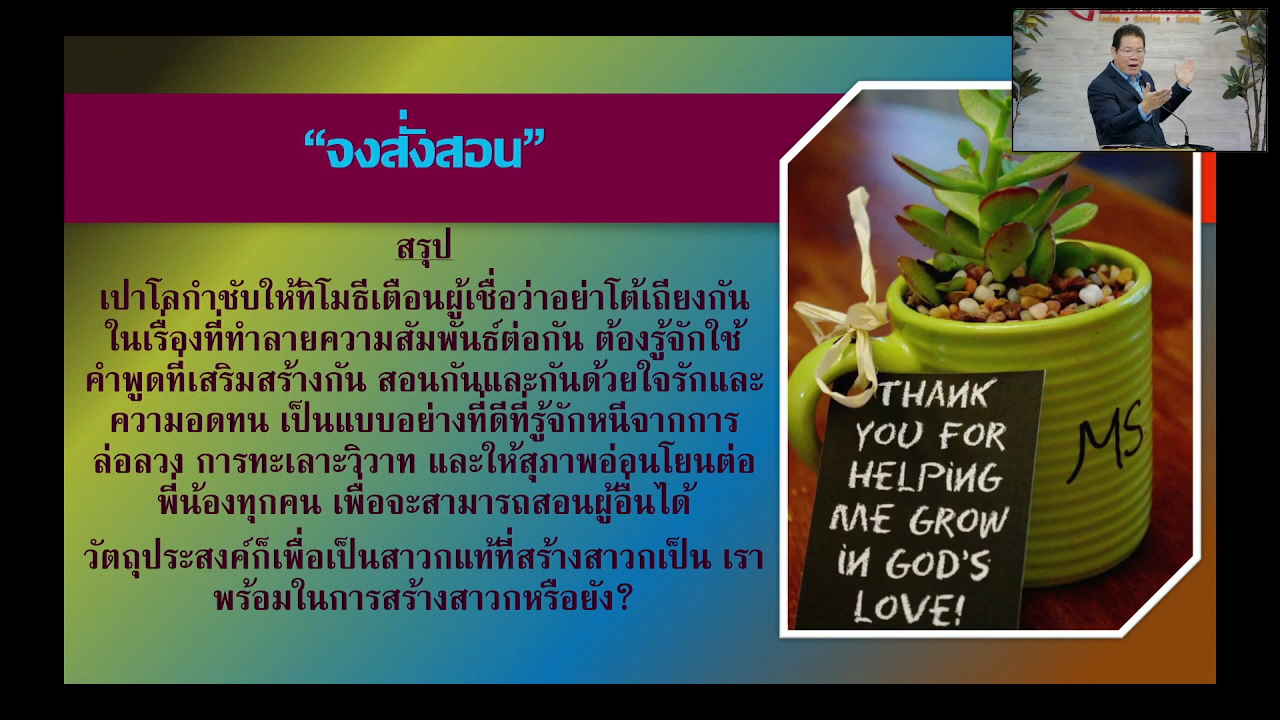 “จงสั่งสอน”
สรุป
เปาโลกำชับให้ทิโมธีเตือนผู้เชื่อว่าอย่าโต้เถียงกัน
ในเรื่องที่ทำลายความสัมพันธ์ต่อกัน ต้องรู้จักใช้
คำพูดที่เสริมสร้างกัน สอนกันและกันด้วยใจรักและ
ความอดทน เป็นแบบอย่างที่ดีที่รู้จักหนีจากการ
ล่อลวง การทะเลาะวิวาท และให้สุภาพอ่อนโยนต่อ
พี่น้องทุกคน เพื่อจะสามารถสอนผู้อื่นได้
วัตถุประสงค์ก็เพื่อเป็นสาวกแท้ที่สร้างสาวกเป็น เรา
พร้อมในการสร้างสาวกหรือยัง?
THANK
YOU FOR
HELPING
ME GROW
IN GOD'S
LOVE!
MS